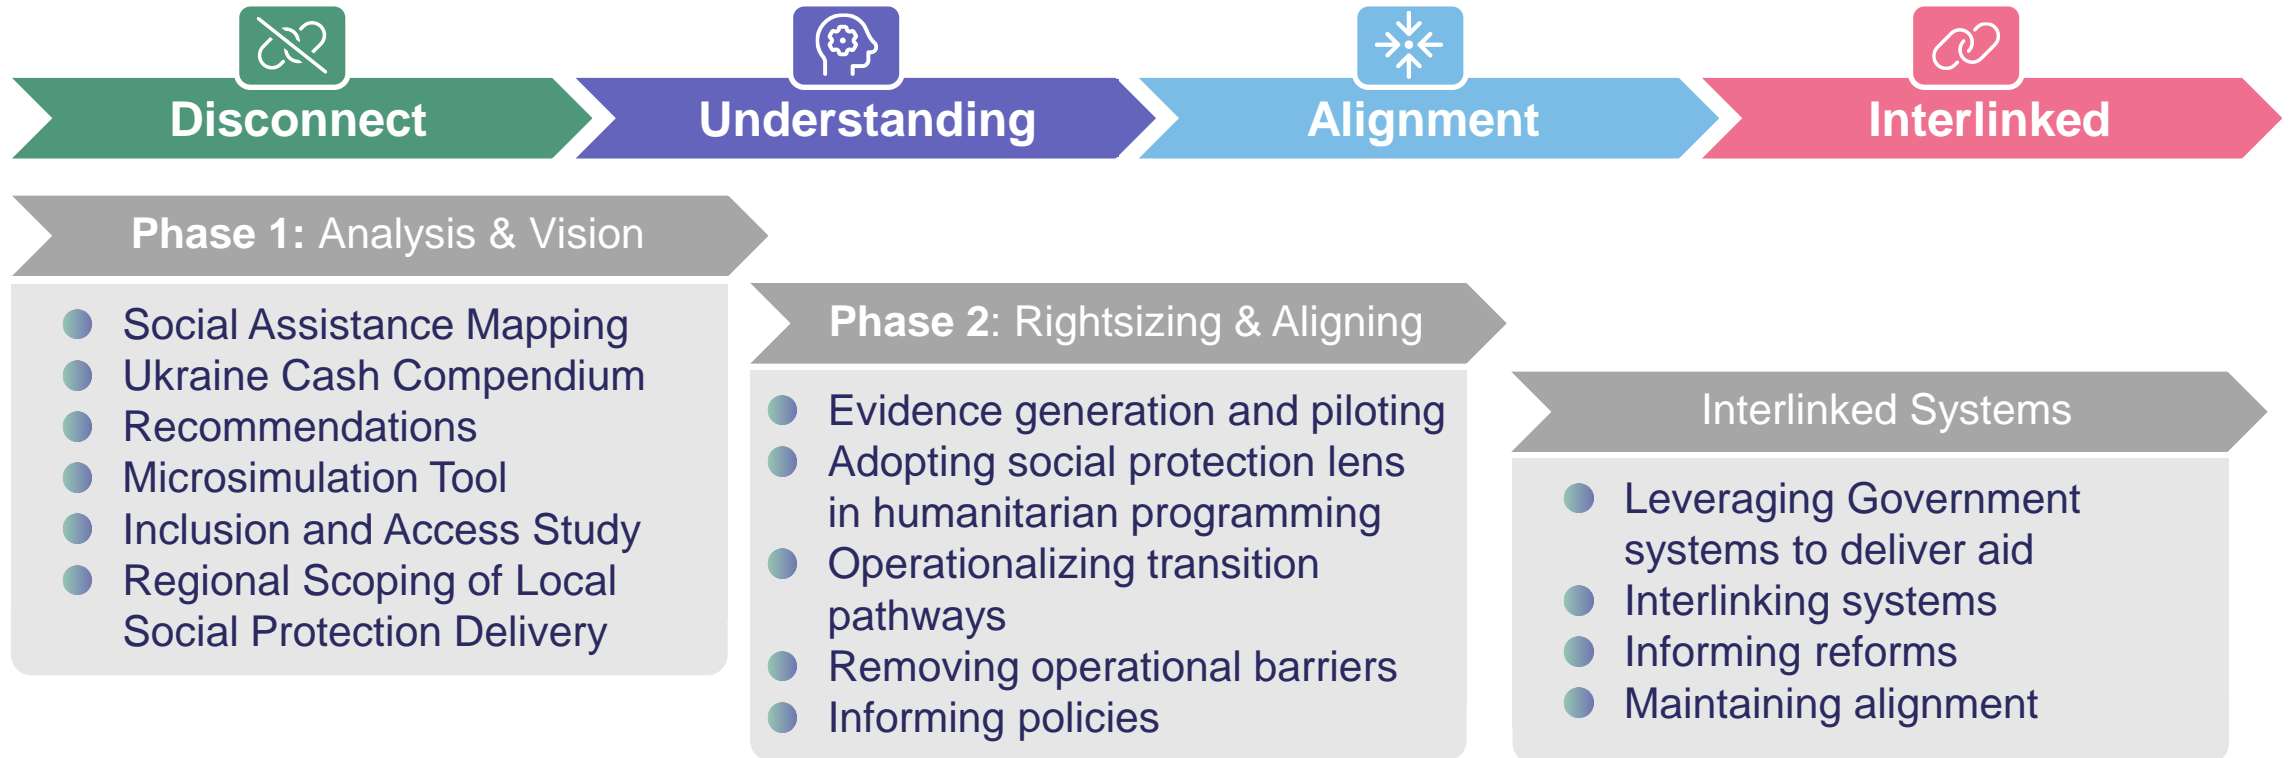 Disconnect
Understanding
Alignment
Interlinked
Phase 1: Analysis & Vision
Social Assistance Mapping
Ukraine Cash Compendium
Recommendations
Microsimulation Tool
Inclusion and Access Study
Regional Scoping of Local
Social Protection Delivery
Phase 2: Rightsizing & Aligning
Evidence generation and piloting
Adopting social protection lens
in humanitarian programming
Operationalizing transition
pathways
Removing operational barriers
Informing policies
Interlinked Systems
Leveraging Government
systems to deliver aid
Interlinking systems
Informing reforms
Maintaining alignment